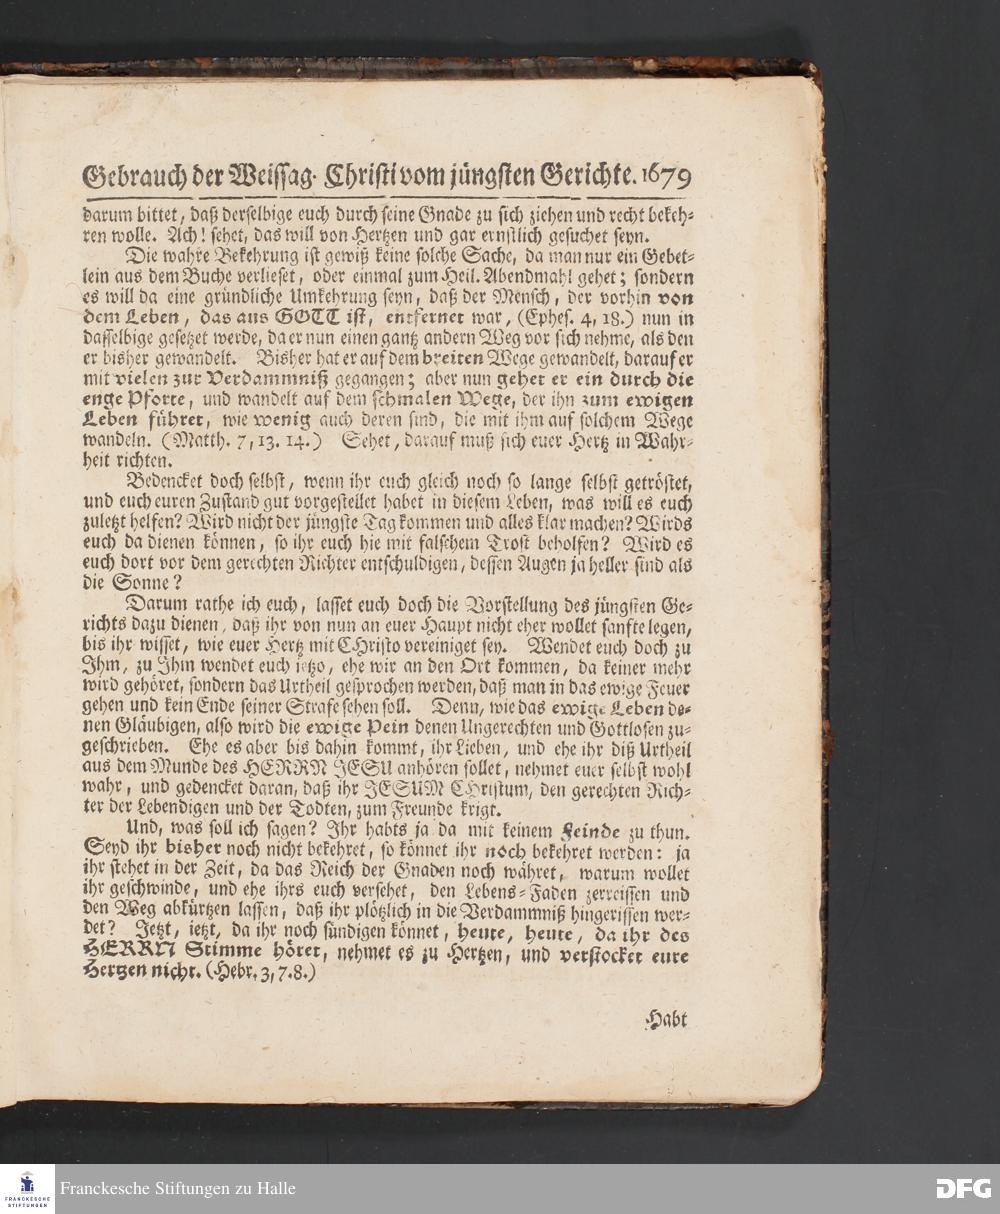 Gebrauch der Weissag. Christi vom jüngsten Gerichte. 1679
darum bittet, daß derselbige euch durch seine Gnade zu sich ziehen und recht bekeh-
ren wolle. Ach! sehet, das will von Hertzen und gar ernstlich gesuchet seyn.
Die wahre Bekehrung ist gewiß keine solche Sache, da man nur ein Gebet-
lein aus dem Buche verlieset, oder einmal zum Heil. Abendmahl gehet; sondern
es will da eine gründliche Umkehrung seyn, daß der Mensch, der vorhin von
dem Leben, das aus GOTT ist, entfernet war, (Ephes. 4, 18.) nun in
dasselbige gesetzet werde, da er nun einen gantz andern Weg vor sich nehme, als den
er bisher gewandelt. Bisher hat er auf dem breiten Wege gewandelt, darauf er
mit vielen zur Verdammniß gegangen; aber nun gehet er ein durch die
enge Pforte, und wandelt auf dem schmalen Wege, der ihn zum ewigen
Leben führet, wie wenig auch deren sind, die mit ihm auf solchem Wege
wandeln. (Matth. 7, 13. 14.) Sehet, darauf muß sich euer Hertz in Wahr-
heit richten.
Bedencket doch selbst, wenn ihr euch gleich noch so lange selbst getröstet,
und euch euren Zustand gut vorgestellet habet in diesem Leben, was will es euch
zuletzt helfen? Wird nicht der jüngste Tag kommen und alles klar machen? Wirds
euch da dienen können, so ihr euch hie mit falschem Trost beholfen? Wird es
euch dort vor dem gerechten Richter entschuldigen, dessen Augen ja heller sind als
die Sonne?
Darum rathe ich euch, lasset euch doch die Vorstellung des jüngsten Ge-
richts dazu dienen, daß ihr von nun an euer Haupt nicht eher wollet sanfte legen,
bis ihr wisset, wie euer Hertz mit CHristo vereiniget sey. Wendet euch doch zu
Ihm, zu Ihm wendet euch ietzo, ehe wir an den Ort kommen, da keiner mehr
wird gehöret, sondern das Urtheil gesprochen werden, daß man in das ewige Feuer
gehen und kein Ende seiner Strafe sehen soll. Denn, wie das ewige Leben de-
nen Gläubigen, also wird die ewige Pein denen Ungerechten und Gottlosen zu-
geschrieben. Ehe es aber bis dahin kommt, ihr Lieben, und ehe ihr diß Urtheil
aus dem Munde des HERRN JESU anhören sollet, nehmet euer selbst wohl
wahr, und gedencket daran, daß ihr JESUM CHristum, den gerechten Rich-
ter der Lebendigen und der Todten, zum Freunde krigt.
Und, was soll ich sagen? Ihr habts ja da mit keinem Feinde zu thun.
Seyd ihr bisher noch nicht bekehret, so könnet ihr noch bekehret werden: ja
ihr stehet in der Zeit, da das Reich der Gnaden noch währet, warum wollet
ihr geschwinde, und ehe ihrs euch versehet, den Lebens-Faden zerreissen und
den Weg abkürtzen lassen, daß ihr plötzlich in die Verdammniß hingerissen wer-
det? Jetzt, ietzt, da ihr noch sündigen könnet, heute, heute, da ihr des
HERRN Stimme höret, nehmet es zu Hertzen, und verstocket eure
Hertzen nicht. (Hebr. 3, 7. 8.)
Habt
FRANCKESCHE
STIFTUNGEN
Franckesche Stiftungen zu Halle
DFG